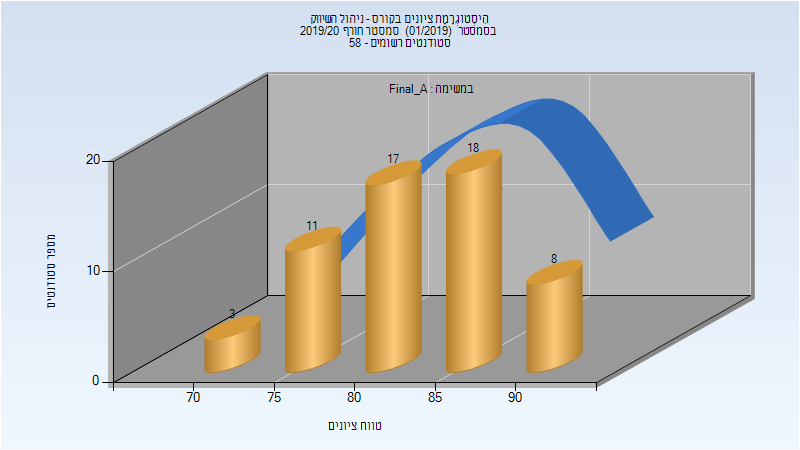 היסטוגרמת ציונים בקורס - ניהול השיווק
בסמסטר (01/2019) סמסטר חורף 2019/20
סטודנטים רשומים - 58
במשימה : Final_A
20
10
0
מספר סטודנטים
3
11
17
18
8
70
75
80
85
90
טווח ציונים